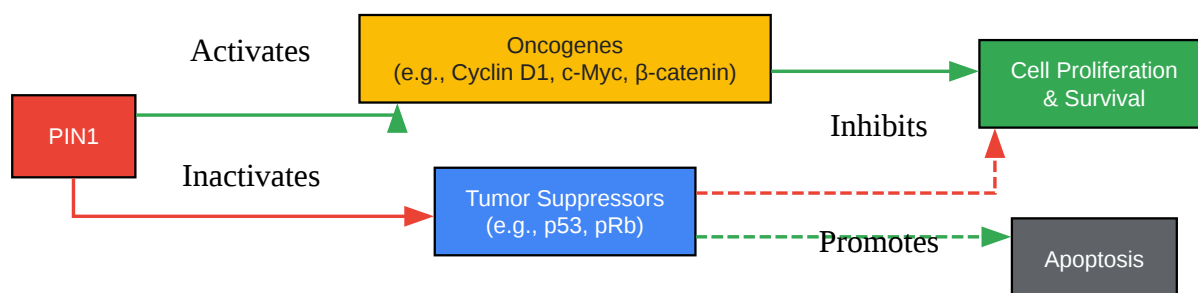 Activates
Oncogenes
(e.g., Cyclin D1, c-Myc, β-catenin)
Cell Proliferation
& Survival
PIN1
Inhibits
Inactivates
Tumor Suppressors
(e.g., p53, pRb)
Promotes
Apoptosis